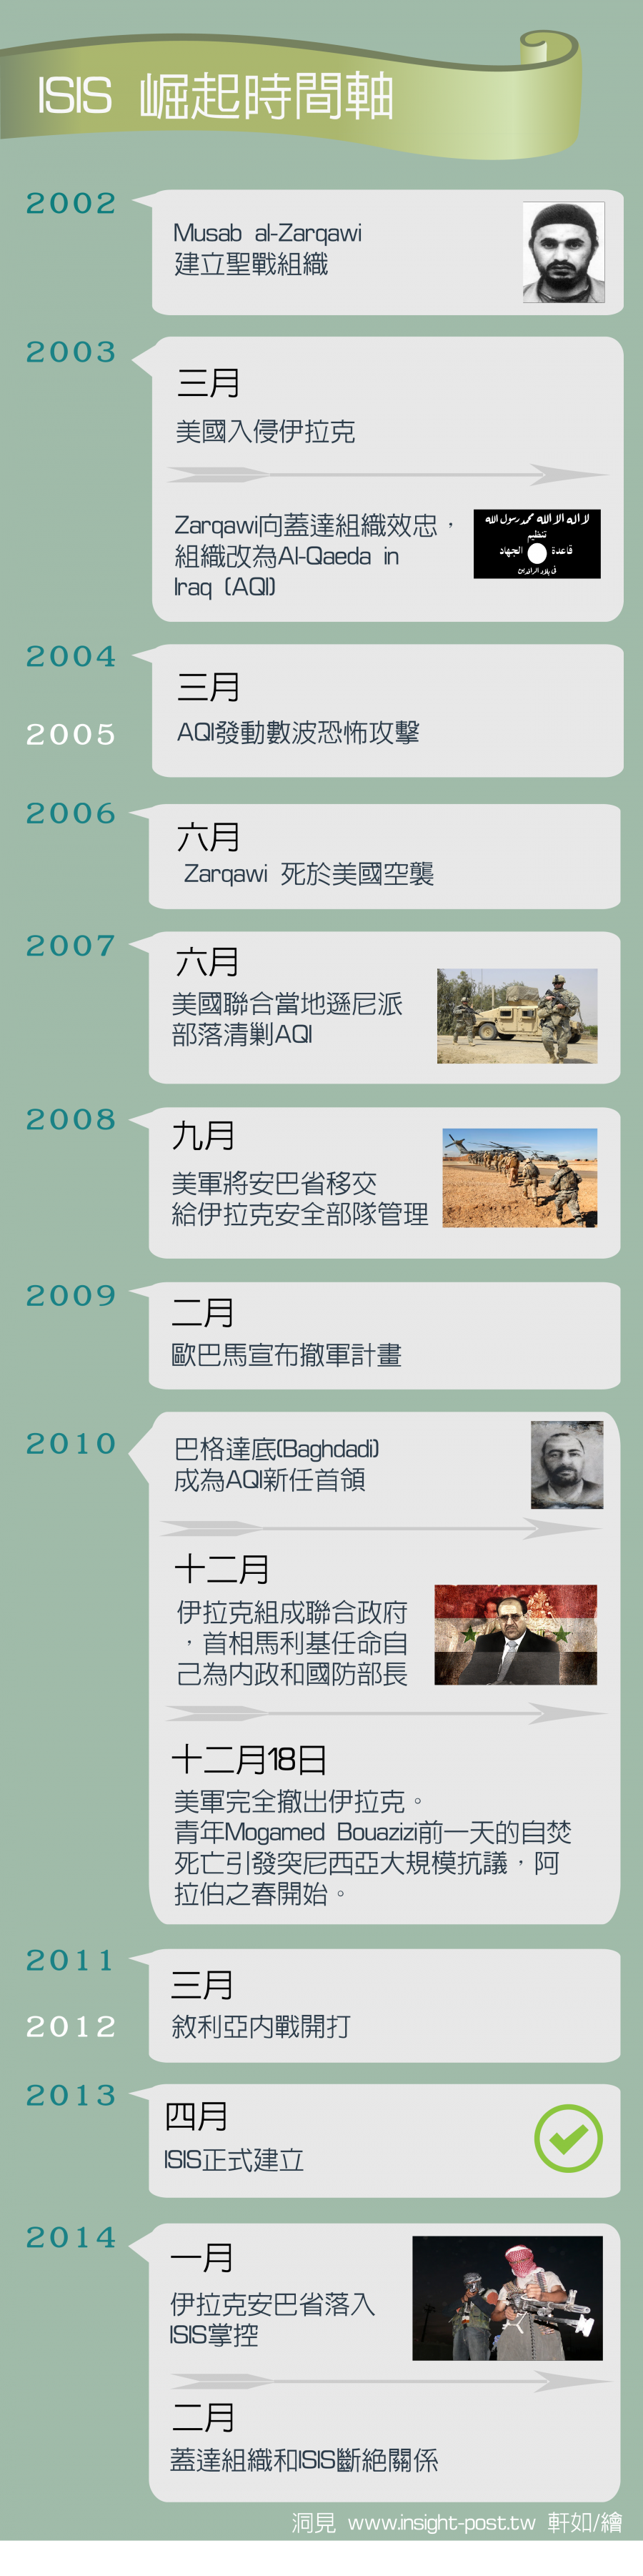 ISIS 崛起時間軸
2002
Musab al-Zarqawi
建立聖戰組織
2003
三月
美國入侵伊拉克
Zarqawi向蓋達組織效忠，
組織改為Al-Qaeda in
Iraq (AQI)
لا اله الا الله محمد رسول الله
تنظيم
قاعدة الجهاد
في بلاد الرافدين
2004
三月
2005
AQI發動數波恐怖攻擊
2006
六月
Zarqawi 死於美國空襲
2007
六月
美國聯合當地遜尼派
部落清剿AQI
2008
九月
美軍將安巴省移交
給伊拉克安全部隊管理
2009
二月
歐巴馬宣布撤軍計畫
2010
巴格達底(Baghdadi)
成為AQI新任首領
十二月
伊拉克組成聯合政府
，首相馬利基任命自
己為內政和國防部長
十二月18日
美軍完全撤出伊拉克。
青年Mogamed Bouazizi前一天的自焚
死亡引發突尼西亞大規模抗議，阿
拉伯之春開始。
2011
三月
2012
敘利亞內戰開打
2013
四月
ISIS正式建立
2014
一月
伊拉克安巴省落入
ISIS掌控
二月
蓋達組織和ISIS斷絕關係
洞見 www.insight-post.tw 軒如/繪